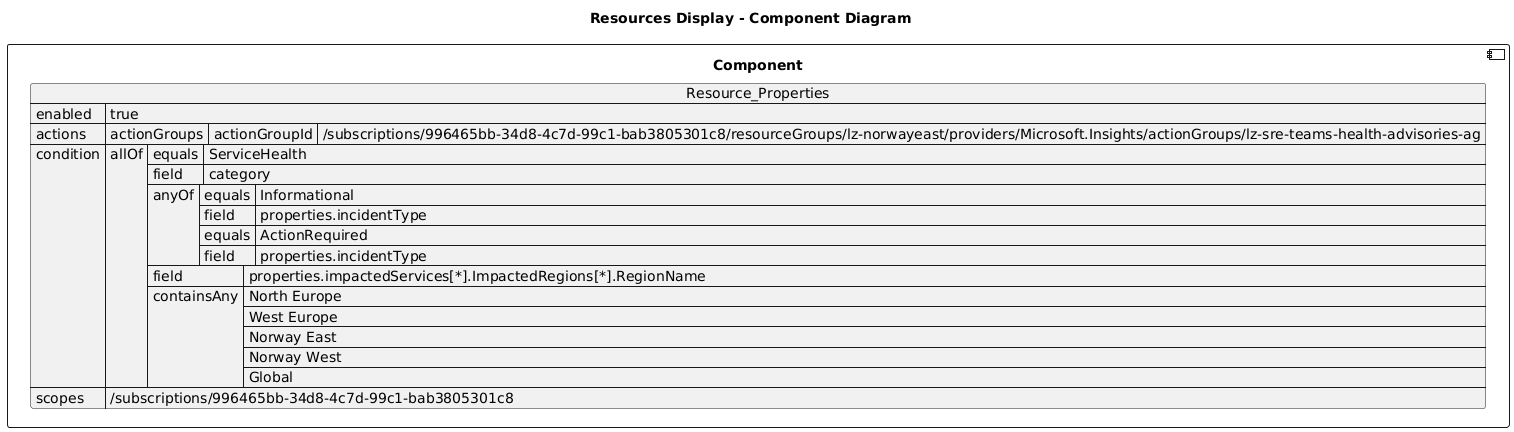 Resources Display - Component Diagram
Component
Resource_Properties
enabled true
actions actionGroups actionGroupId /subscriptions/996465bb-34d8-4c7d-99c1-bab3805301c8/resourceGroups/lz-norwayeast/providers/Microsoft.Insights/actionGroups/lz-sre-teams-health-advisories-ag
condition allOf equals ServiceHealth
field category
anyOf equals Informational
field properties.incidentType
equals ActionRequired
field properties.incidentType
field properties.impactedServices[*].ImpactedRegions[*].RegionName
containsAny North Europe
West Europe
Norway East
Norway West
Global
scopes /subscriptions/996465bb-34d8-4c7d-99c1-bab3805301c8